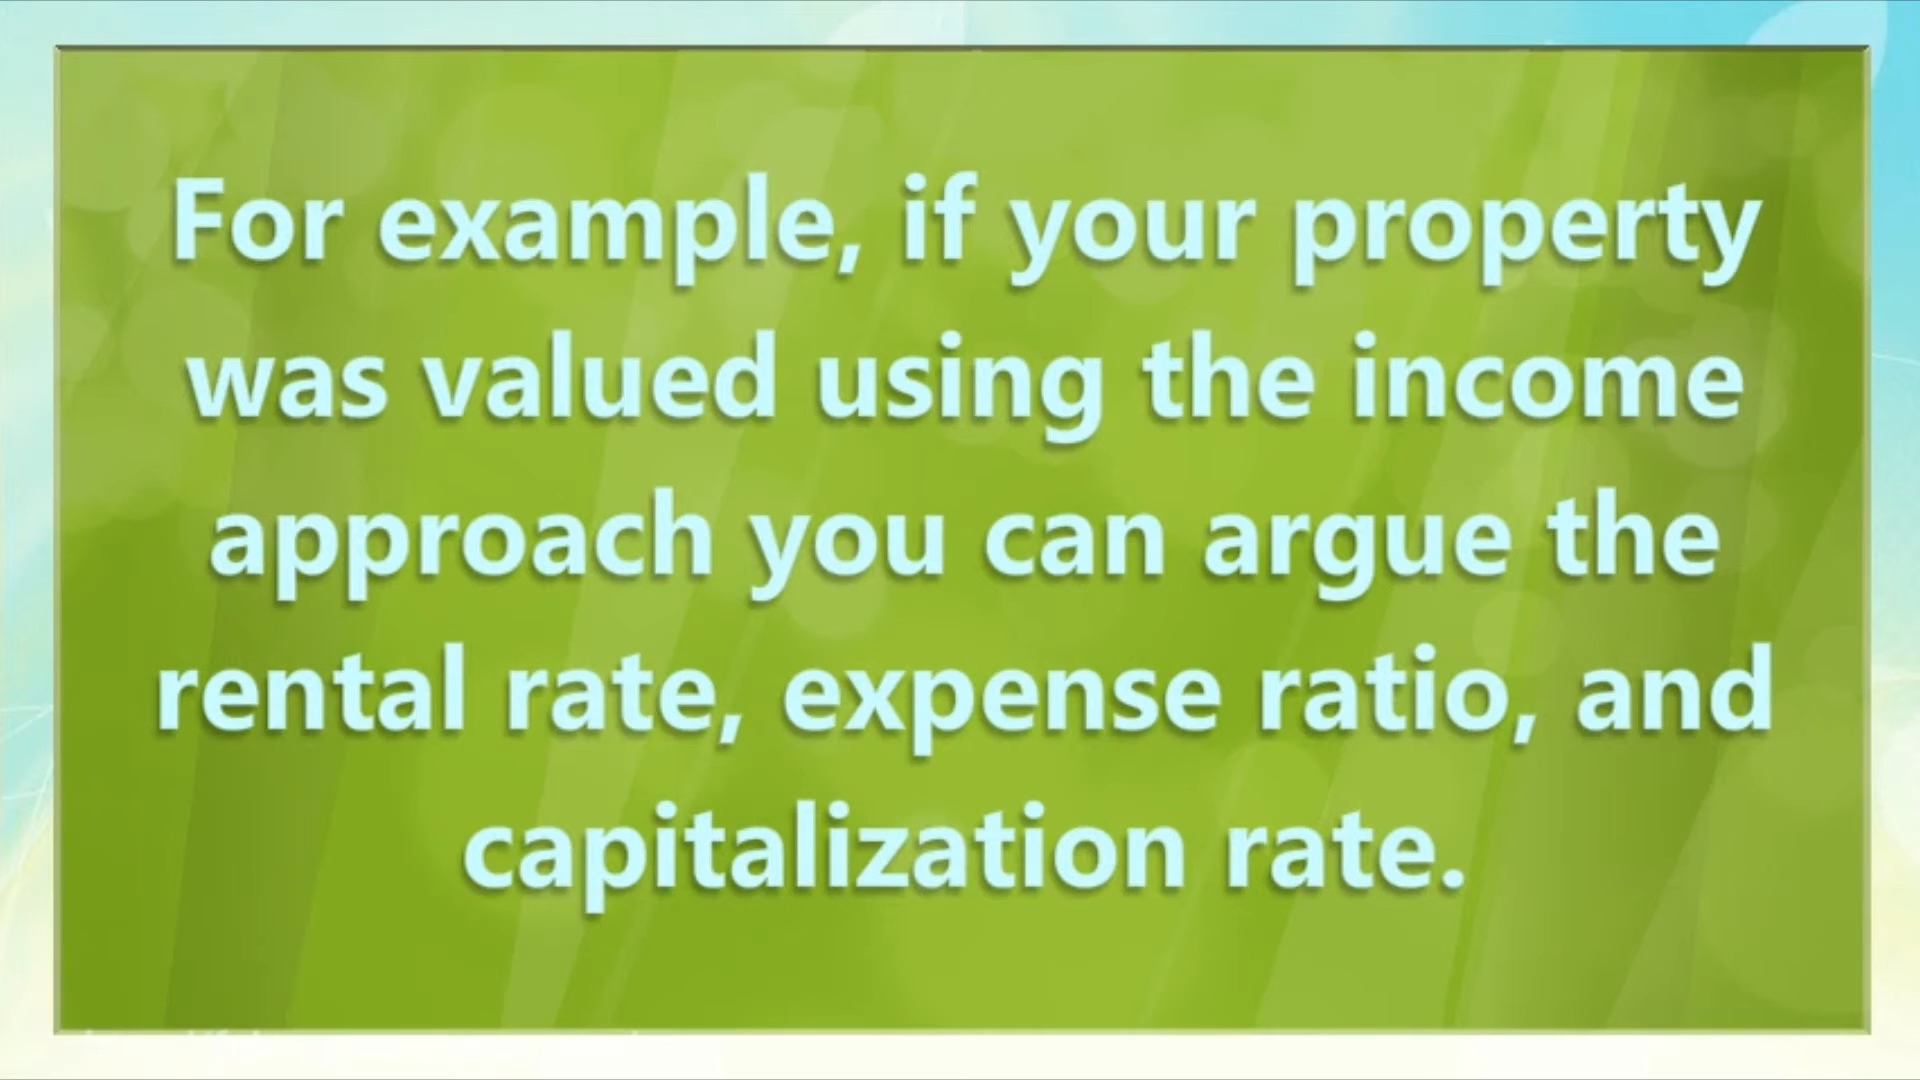 For example, if your property
was valued using the income
approach you can argue the
rental rate, expense ratio, and
capitalization rate.